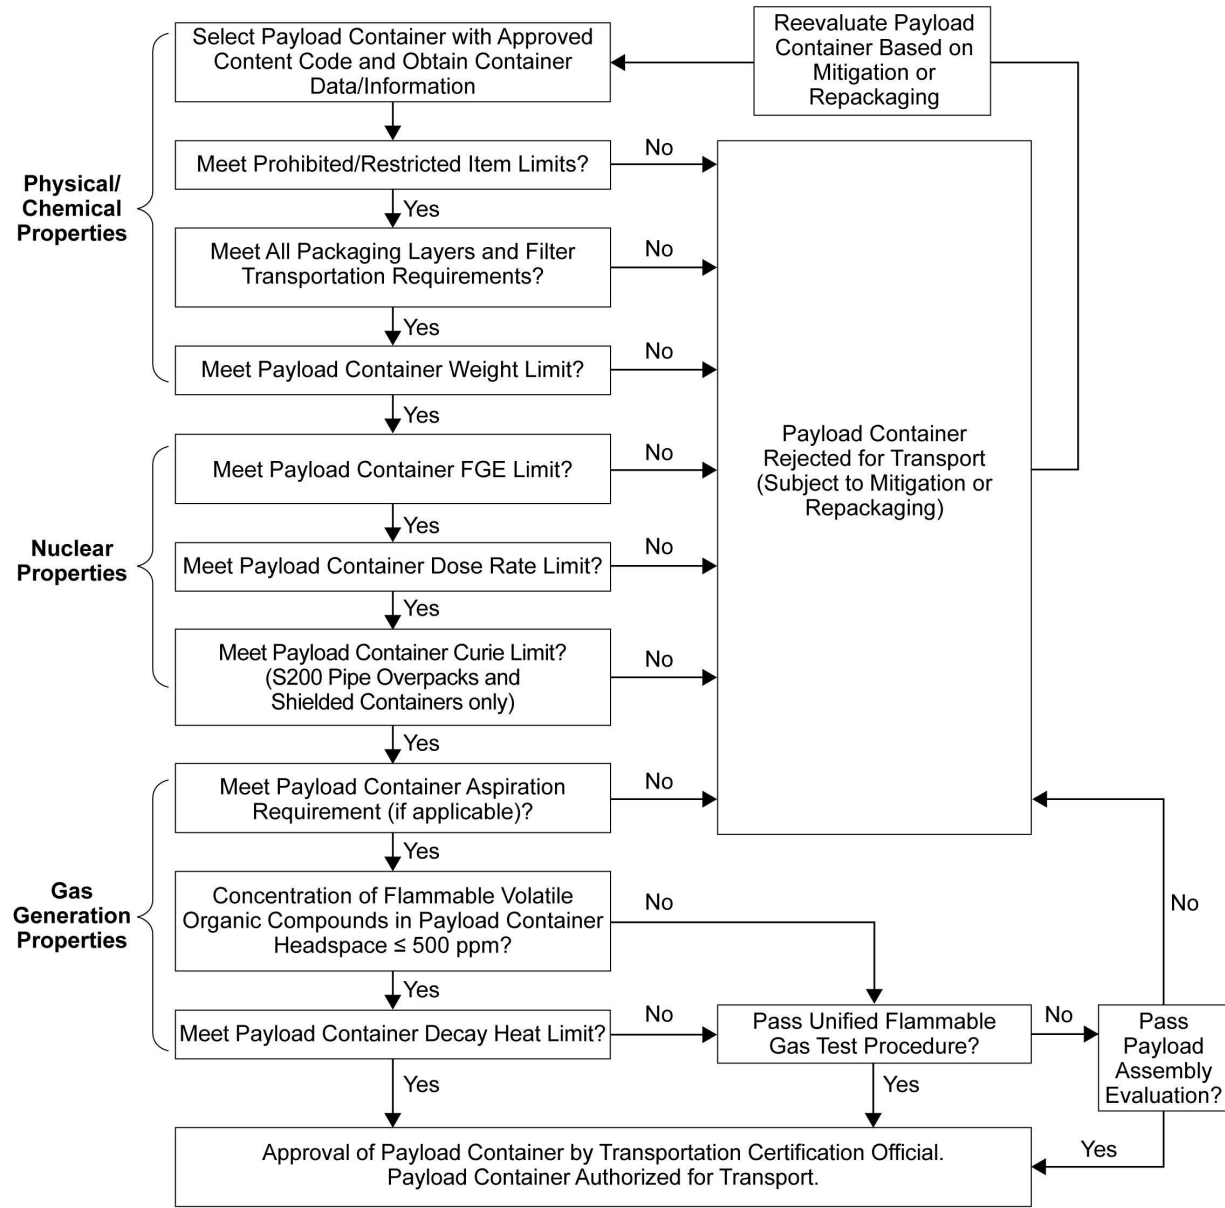 Select Payload Container with Approved
Content Code and Obtain Container
Data/Information
Reevaluate Payload
Container Based on
Mitigation or
Repackaging
Physical/
Chemical
Properties
Meet Prohibited/Restricted Item Limits?
No
Yes
Meet All Packaging Layers and Filter
Transportation Requirements?
No
Yes
Meet Payload Container Weight Limit?
No
Yes
Payload Container
Rejected for Transport
(Subject to Mitigation or
Repackaging)
Nuclear
Properties
Meet Payload Container FGE Limit?
No
Yes
Meet Payload Container Dose Rate Limit?
No
Yes
Meet Payload Container Curie Limit?
(S200 Pipe Overpacks and
Shielded Containers only)
No
Yes
Gas
Generation
Properties
Meet Payload Container Aspiration
Requirement (if applicable)?
No
Yes
Concentration of Flammable Volatile
Organic Compounds in Payload Container
Headspace ≤ 500 ppm?
No
Yes
Meet Payload Container Decay Heat Limit?
No
Yes
Pass Unified Flammable
Gas Test Procedure?
No
Yes
Pass
Payload
Assembly
Evaluation?
No
Yes
Approval of Payload Container by Transportation Certification Official.
Payload Container Authorized for Transport.